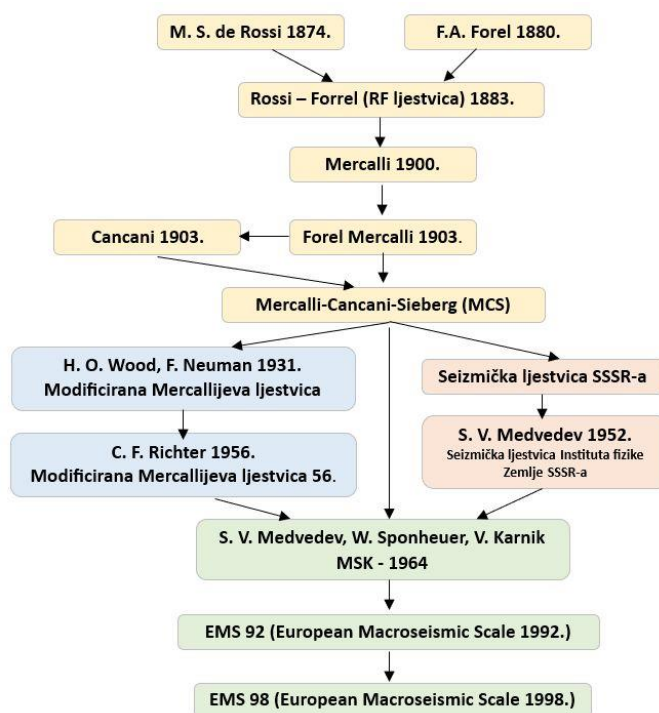 M. S. de Rossi 1874.
F.A. Forel 1880.
Rossi – Forrel (RF ljestvica) 1883.
Mercalli 1900.
Cancani 1903.
Forel Mercalli 1903.
Mercalli-Cancani-Sieberg (MCS)
H. O. Wood, F. Neuman 1931.
Modificirana Mercallijeva ljestvica
Seizmička ljestvica SSSR-a
C. F. Richter 1956.
Modificirana Mercallijeva ljestvica 56.
S. V. Medvedev 1952.
Seizmička ljestvica Instituta fizike
Zemlje SSSR-a
S. V. Medvedev, W. Sponheuer, V. Karnik
MSK - 1964
EMS 92 (European Macroseismic Scale 1992.)
EMS 98 (European Macroseismic Scale 1998.)